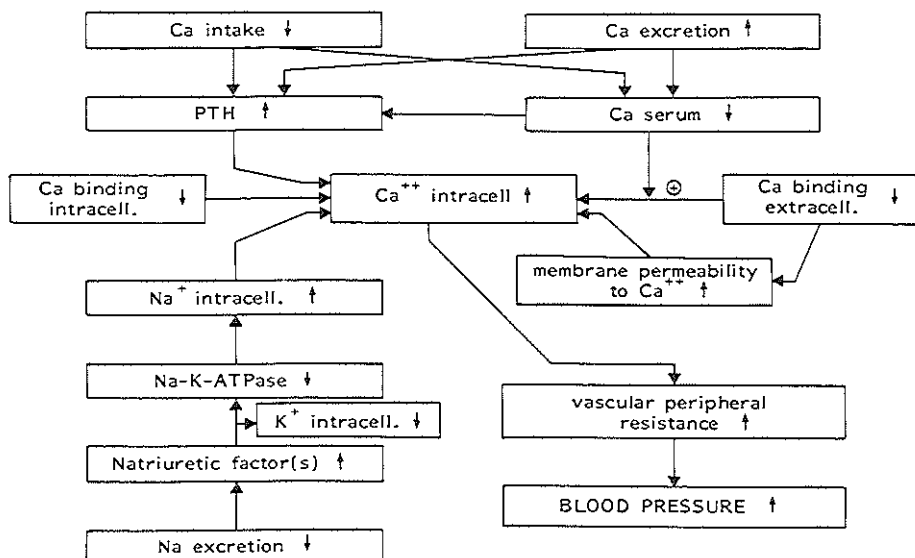 Ca intake ↓
Ca excretion ↑
PTH ↑
Ca serum ↓
Ca binding
intracell. ↓
Ca⁺⁺ intracell ↑
⊕
Ca binding
extracell. ↓
membrane permeability
to Ca⁺⁺ ↑
Na⁺ intracell. ↑
Na-K-ATPase ↓
K⁺ intracell. ↓
Natriuretic factor(s) ↑
Na excretion ↓
vascular peripheral
resistance ↑
BLOOD PRESSURE ↑